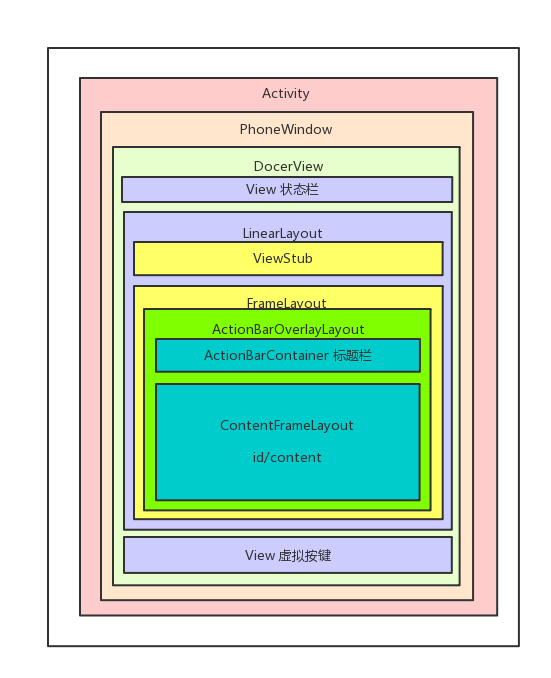 Activity
PhoneWindow
DocerView
View 状态栏
LinearLayout
ViewStub
FrameLayout
ActionBarOverlayLayout
ActionBarContainer 标题栏
ContentFrameLayout
id/content
View 虚拟按键